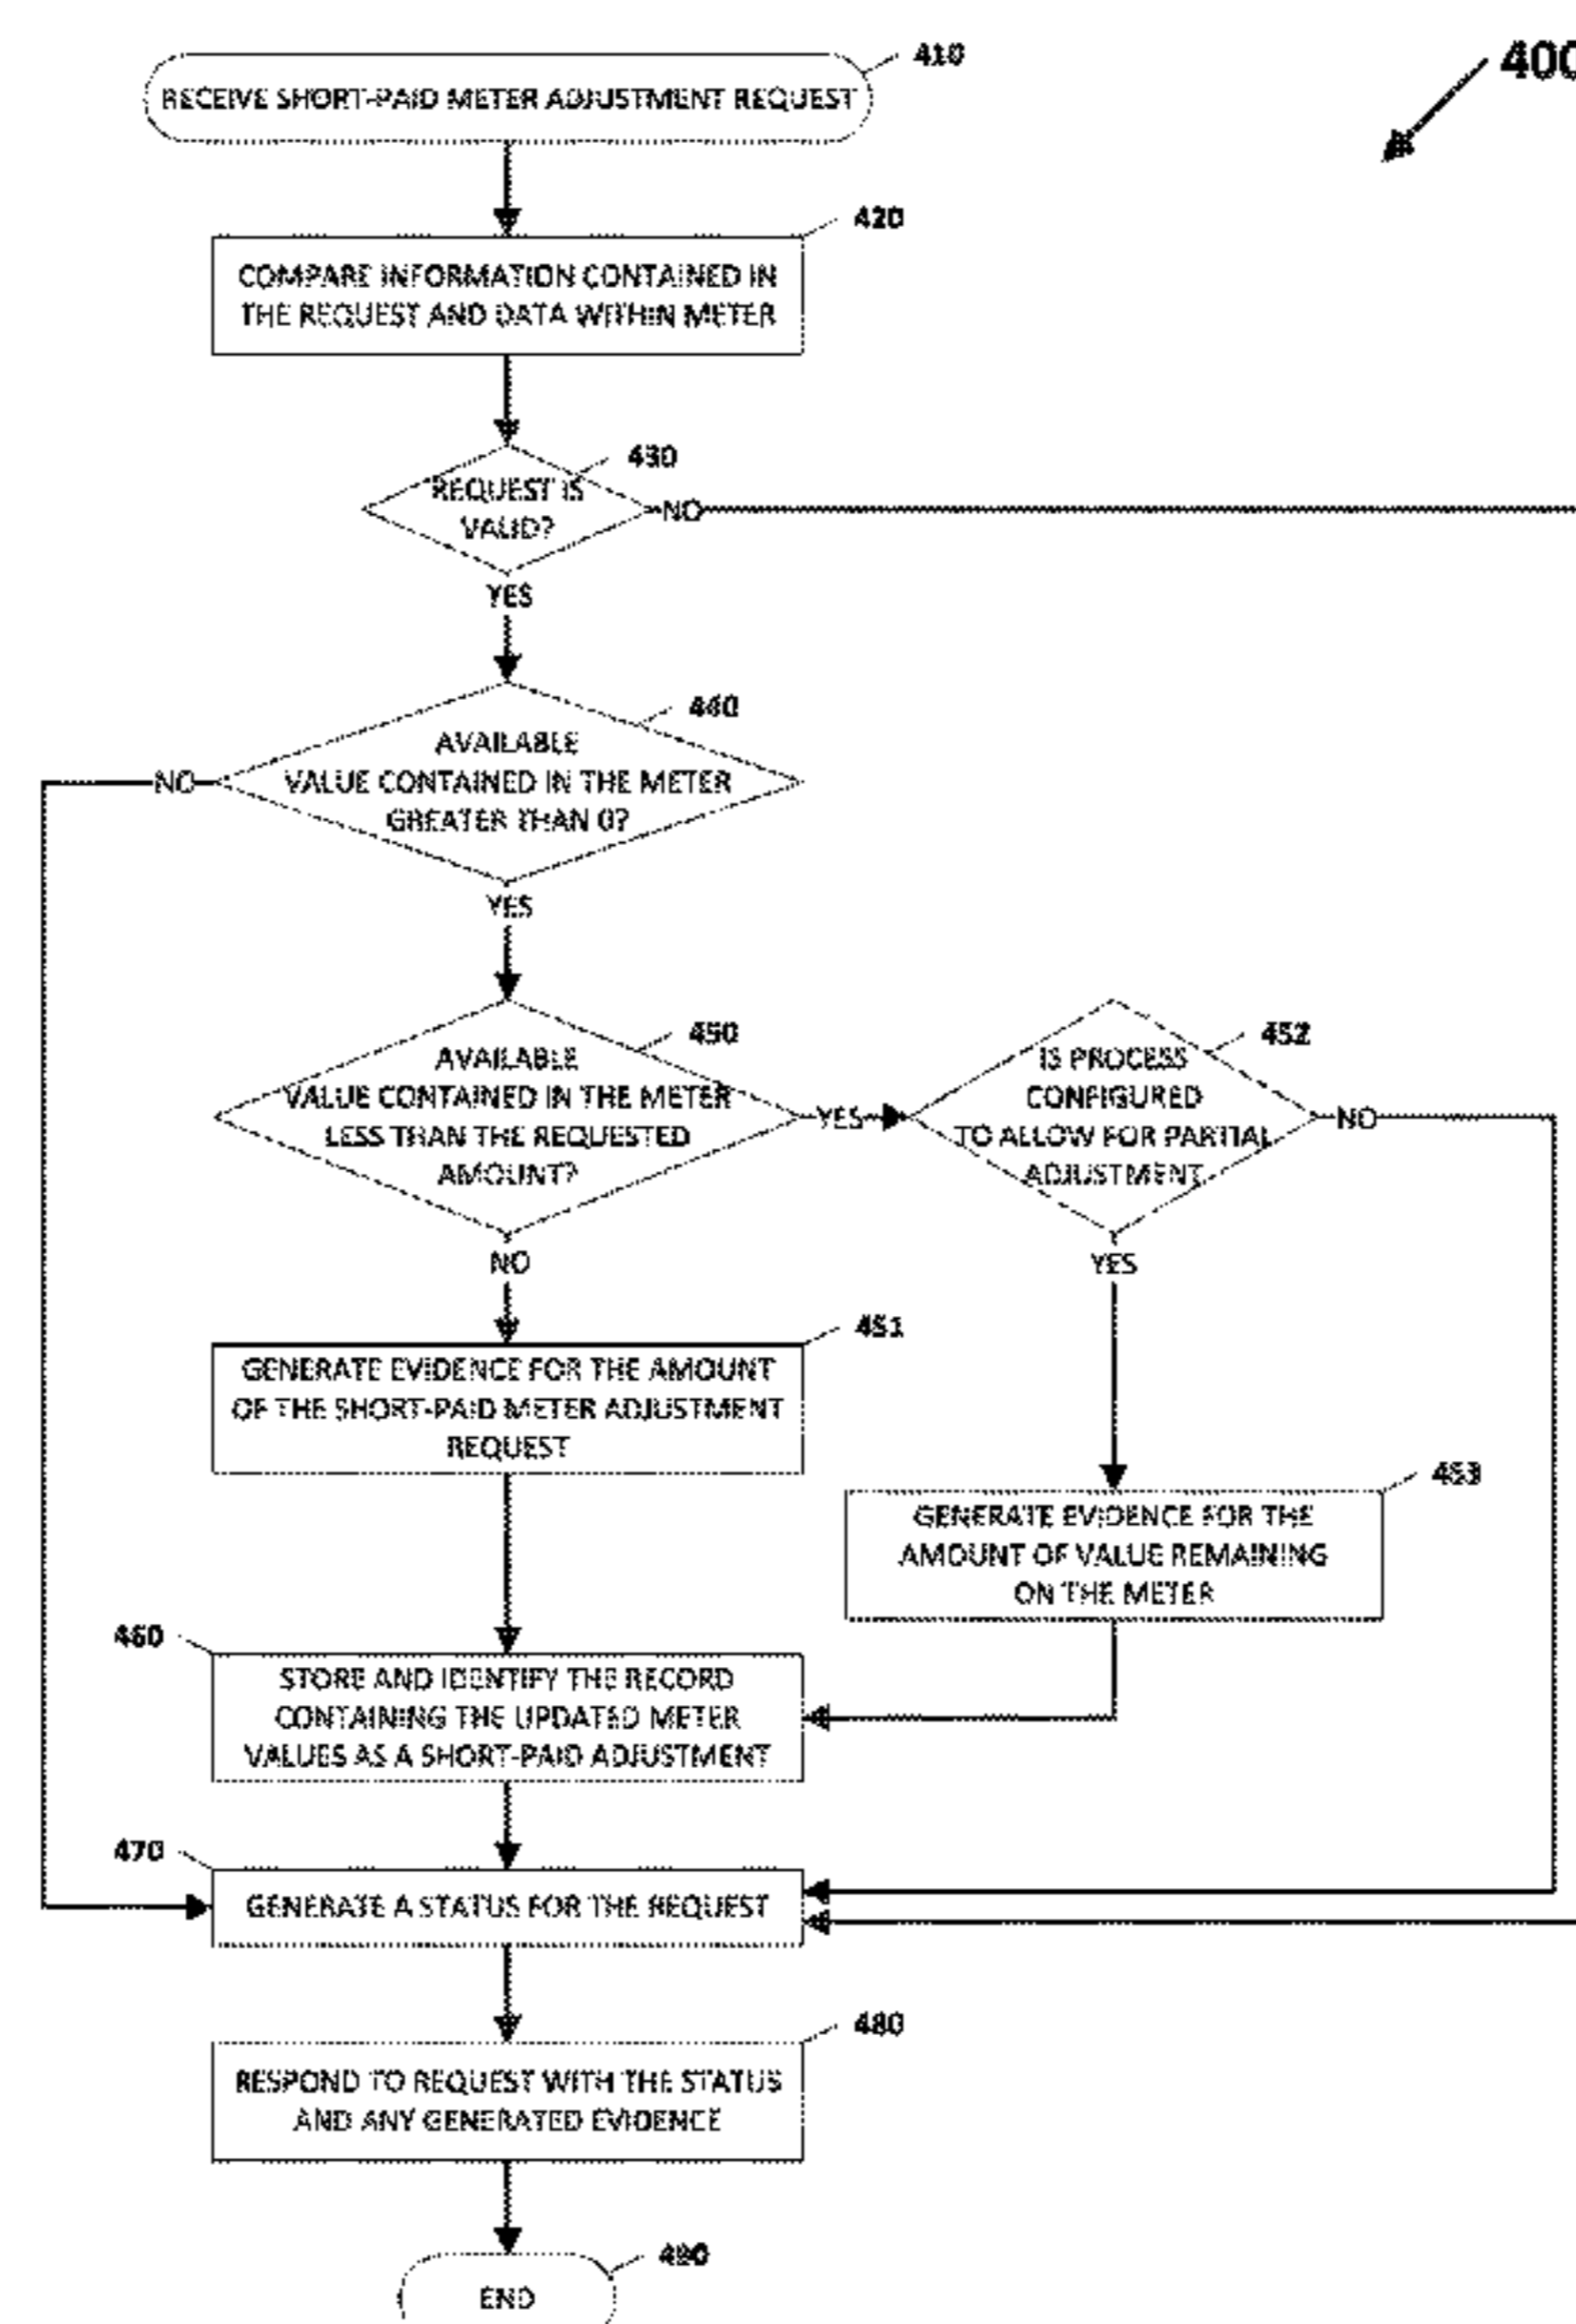 410
400
RECEIVE SHORT-PAID METER ADJUSTMENT REQUEST
420
COMPARE INFORMATION CONTAINED IN
THE REQUEST AND DATA WITHIN METER
430
REQUEST IS
VALID?
NO
YES
440
AVAILABLE
VALUE CONTAINED IN THE METER
GREATER THAN 0?
NO
YES
450
AVAILABLE
VALUE CONTAINED IN THE METER
LESS THAN THE REQUESTED
AMOUNT?
YES
452
IS PROCESS
CONFIGURED
TO ALLOW FOR PARTIAL
ADJUSTMENT
NO
NO
YES
451
GENERATE EVIDENCE FOR THE AMOUNT
OF THE SHORT-PAID METER ADJUSTMENT
REQUEST
453
GENERATE EVIDENCE FOR THE
AMOUNT OF VALUE REMAINING
ON THE METER
460
STORE AND IDENTIFY THE RECORD
CONTAINING THE UPDATED METER
VALUES AS A SHORT-PAID ADJUSTMENT
470
GENERATE A STATUS FOR THE REQUEST
480
RESPOND TO REQUEST WITH THE STATUS
AND ANY GENERATED EVIDENCE
490
END